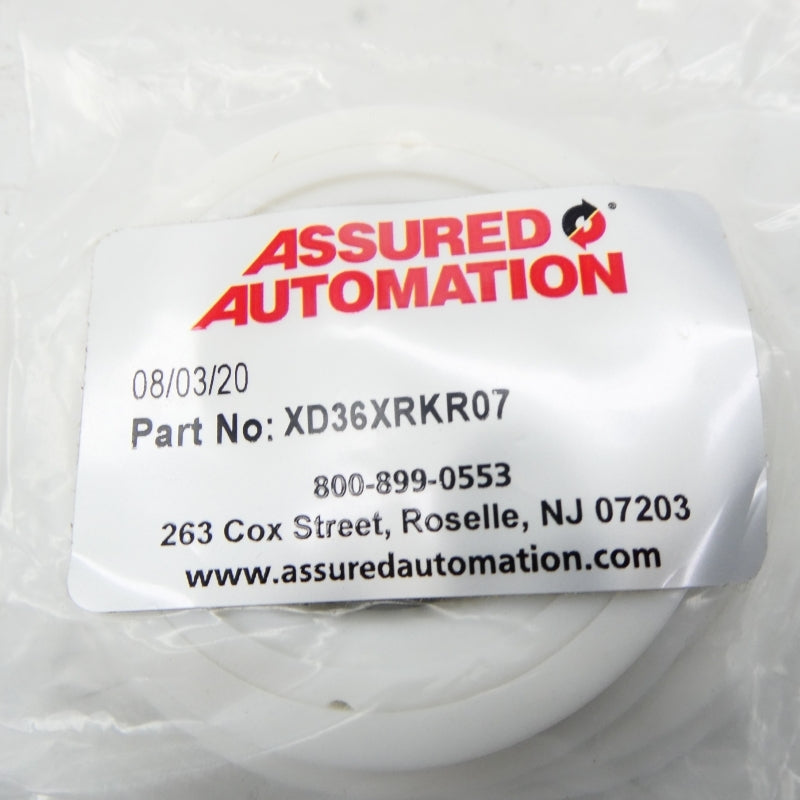 ASSURED ®
AUTOMATION
08/03/20
Part No: XD36XRKR07
800-899-0553
263 Cox Street, Roselle, NJ 07203
www.assuredautomation.com